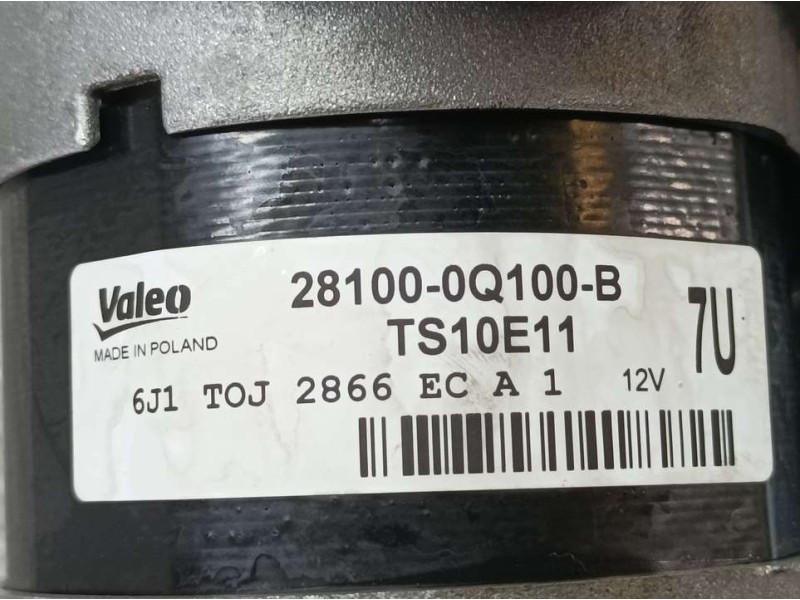 Valeo
MADE IN POLAND
28100-0Q100-B
TS10E11
7U
6J1 TOJ 2866 EC A 1
12V